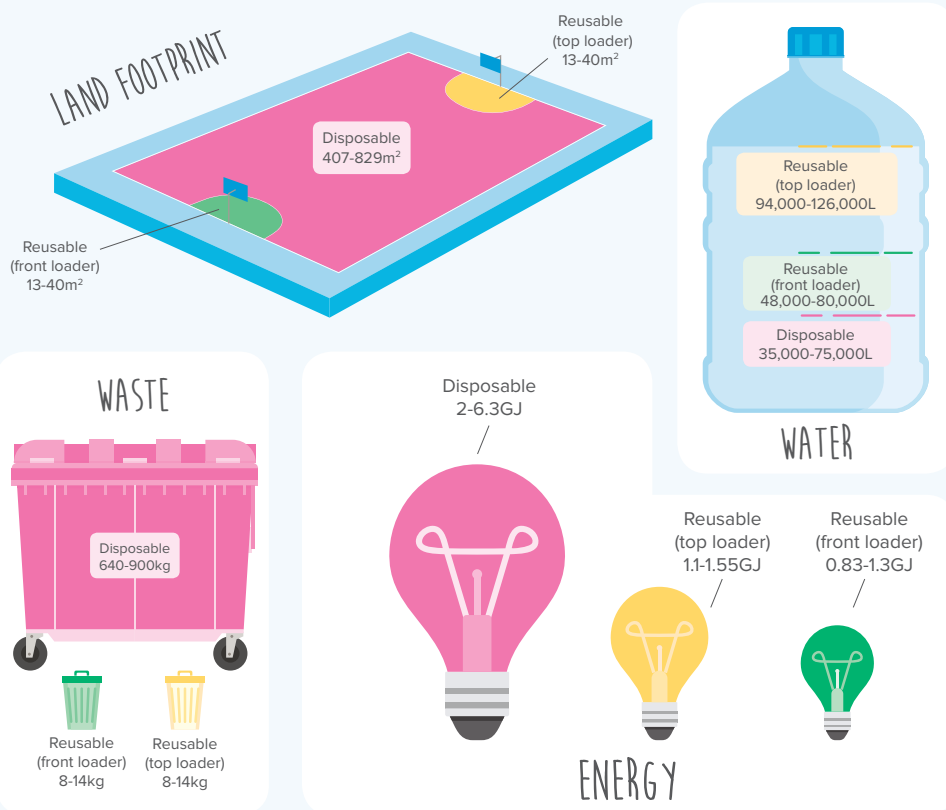 LAND FOOTPRINT
Reusable
(top loader)
13-40m²
Disposable
407-829m²
Reusable
(front loader)
13-40m²
Reusable
(top loader)
94,000-126,000L
Reusable
(front loader)
48,000-80,000L
Disposable
35,000-75,000L
WATER
WASTE
Disposable
640-900kg
Reusable
(front loader)
8-14kg
Reusable
(top loader)
8-14kg
Disposable
2-6.3GJ
Reusable
(top loader)
1.1-1.55GJ
Reusable
(front loader)
0.83-1.3GJ
ENERGY